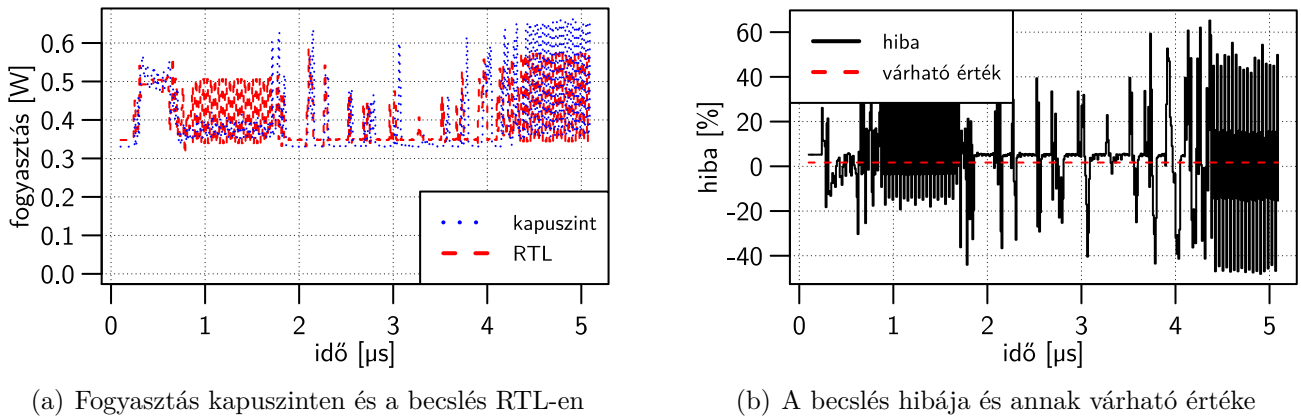 fogyasztás [W]
0.6
0.5
0.4
0.3
0.2
0.1
0.0
kapuszint
RTL
0 1 2 3 4 5
idő [µs]
(a) Fogyasztás kapuszinten és a becslés RTL-en
hiba [%]
60
40
20
0
-20
-40
hiba
várható érték
0 1 2 3 4 5
idő [µs]
(b) A becslés hibája és annak várható értéke